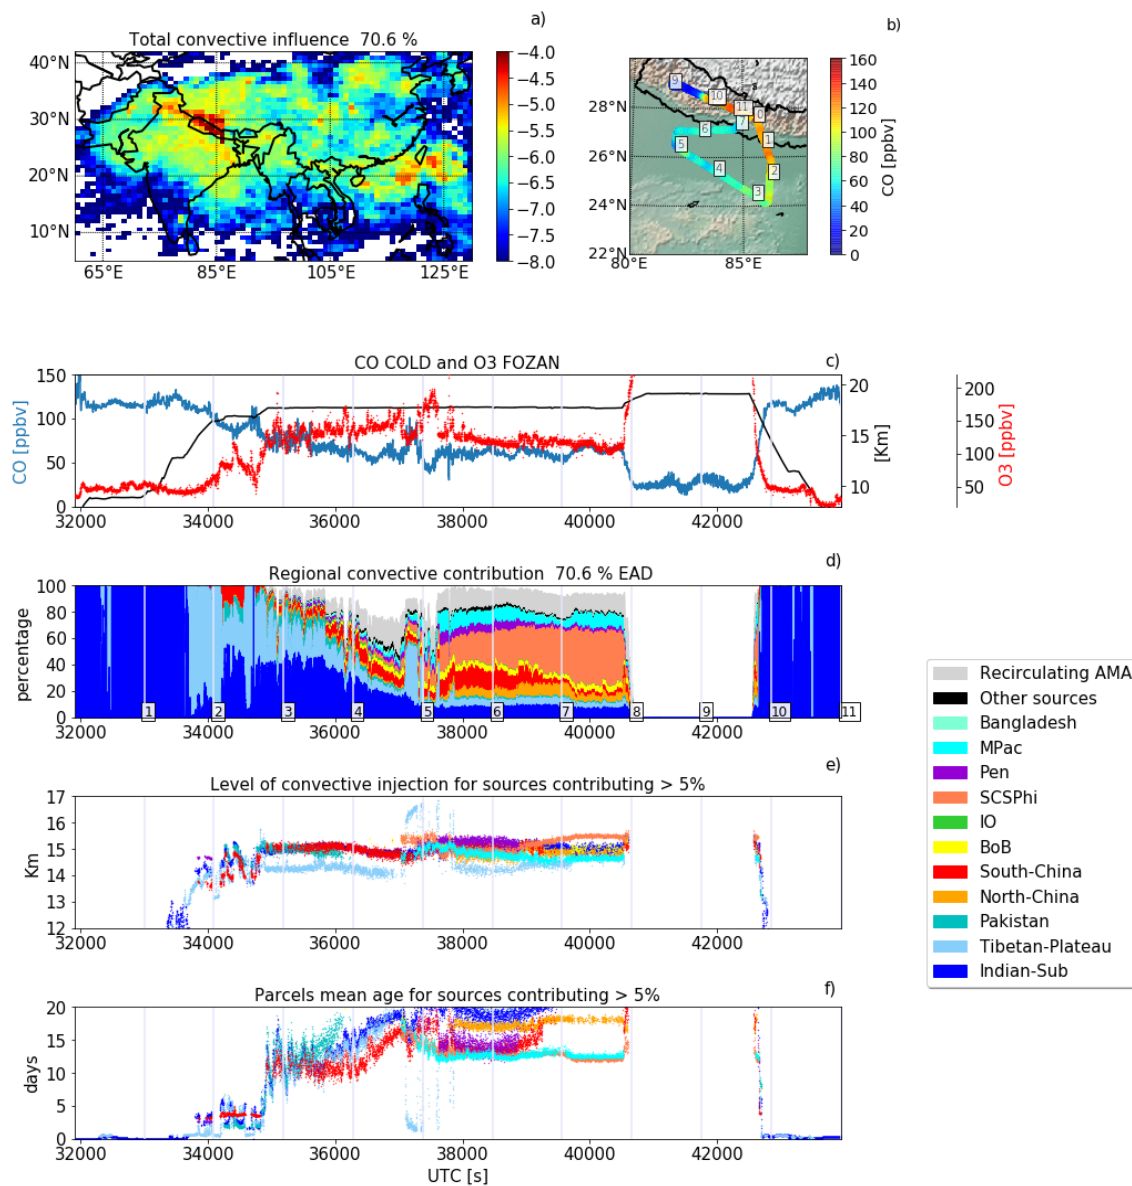 a)
Total convective influence  70.6 %
40°N
30°N
20°N
10°N
65°E
85°E
105°E
125°E
−4.0
−4.5
−5.0
−5.5
−6.0
−6.5
−7.0
−7.5
−8.0
b)
28°N
26°N
24°N
22°N
80°E
85°E
9
10
11
0
7
6
1
5
4
2
3
160
140
120
100
80
60
40
20
0
CO [ppbv]
CO COLD and O3 FOZAN
c)
150
100
50
0
CO [ppbv]
20
15
10
[Km]
200
150
100
50
O3 [ppbv]
32000
34000
36000
38000
40000
42000
d)
Regional convective contribution  70.6 % EAD
100
80
60
40
20
0
percentage
1
2
3
4
5
6
7
8
9
10
11
32000
34000
36000
38000
40000
42000
Recirculating AMA
Other sources
Bangladesh
MPac
Pen
SCSPhi
IO
BoB
South-China
North-China
Pakistan
Tibetan-Plateau
Indian-Sub
e)
Level of convective injection for sources contributing > 5%
17
16
15
14
13
12
Km
32000
34000
36000
38000
40000
42000
f)
Parcels mean age for sources contributing > 5%
20
15
10
5
0
days
32000
34000
36000
38000
40000
42000
UTC [s]